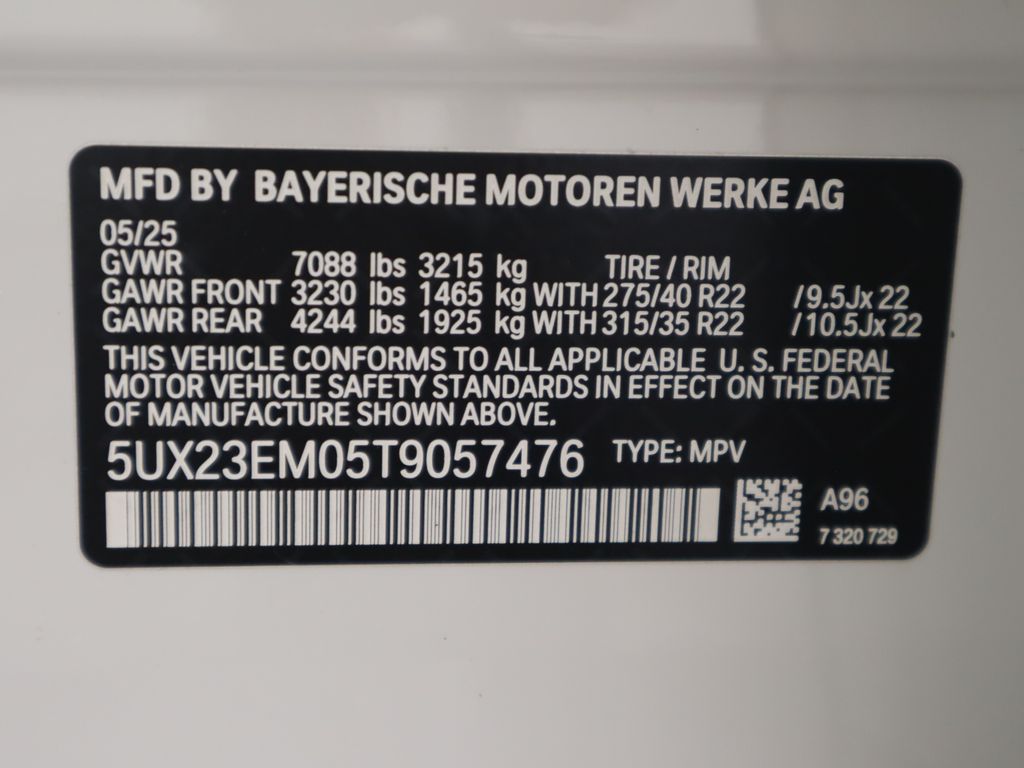 MFD BY BAYERISCHE MOTOREN WERKE AG
05/25
GVWR 7088 lbs 3215 kg TIRE / RIM
GAWR FRONT 3230 lbs 1465 kg WITH 275/40 R22 /9.5Jx 22
GAWR REAR 4244 lbs 1925 kg WITH 315/35 R22 /10.5Jx 22
THIS VEHICLE CONFORMS TO ALL APPLICABLE U. S. FEDERAL
MOTOR VEHICLE SAFETY STANDARDS IN EFFECT ON THE DATE
OF MANUFACTURE SHOWN ABOVE.
5UX23EM05T9057476 TYPE: MPV
A96
7 320 729